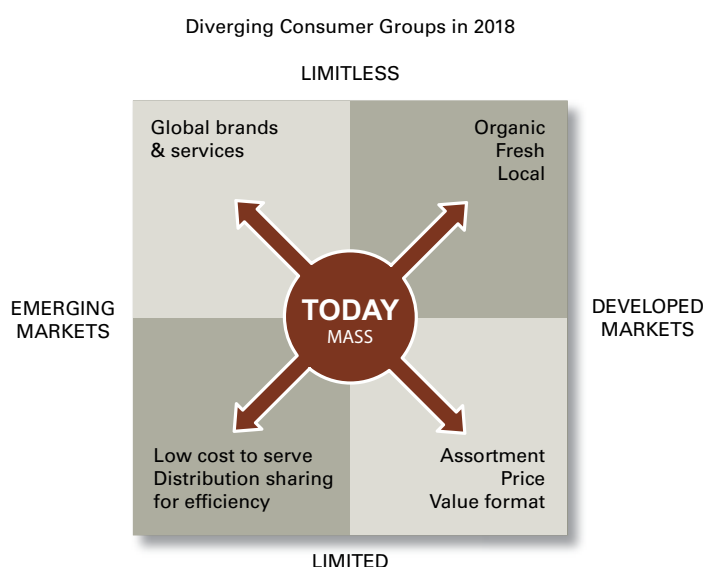 Diverging Consumer Groups in 2018
LIMITLESS
Global brands
& services
Organic
Fresh
Local
EMERGING
MARKETS
TODAY
MASS
DEVELOPED
MARKETS
Low cost to serve
Distribution sharing
for efficiency
Assortment
Price
Value format
LIMITED